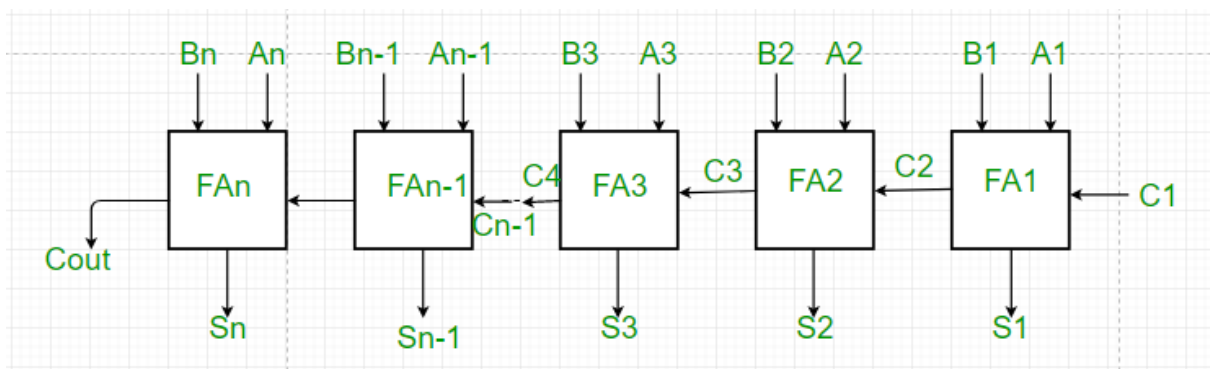 Bn An Bn-1 An-1 B3 A3 B2 A2 B1 A1
FAn FAn-1 C4 FA3 C3 FA2 C2 FA1 C1
Cn-1
Cout
Sn Sn-1 S3 S2 S1